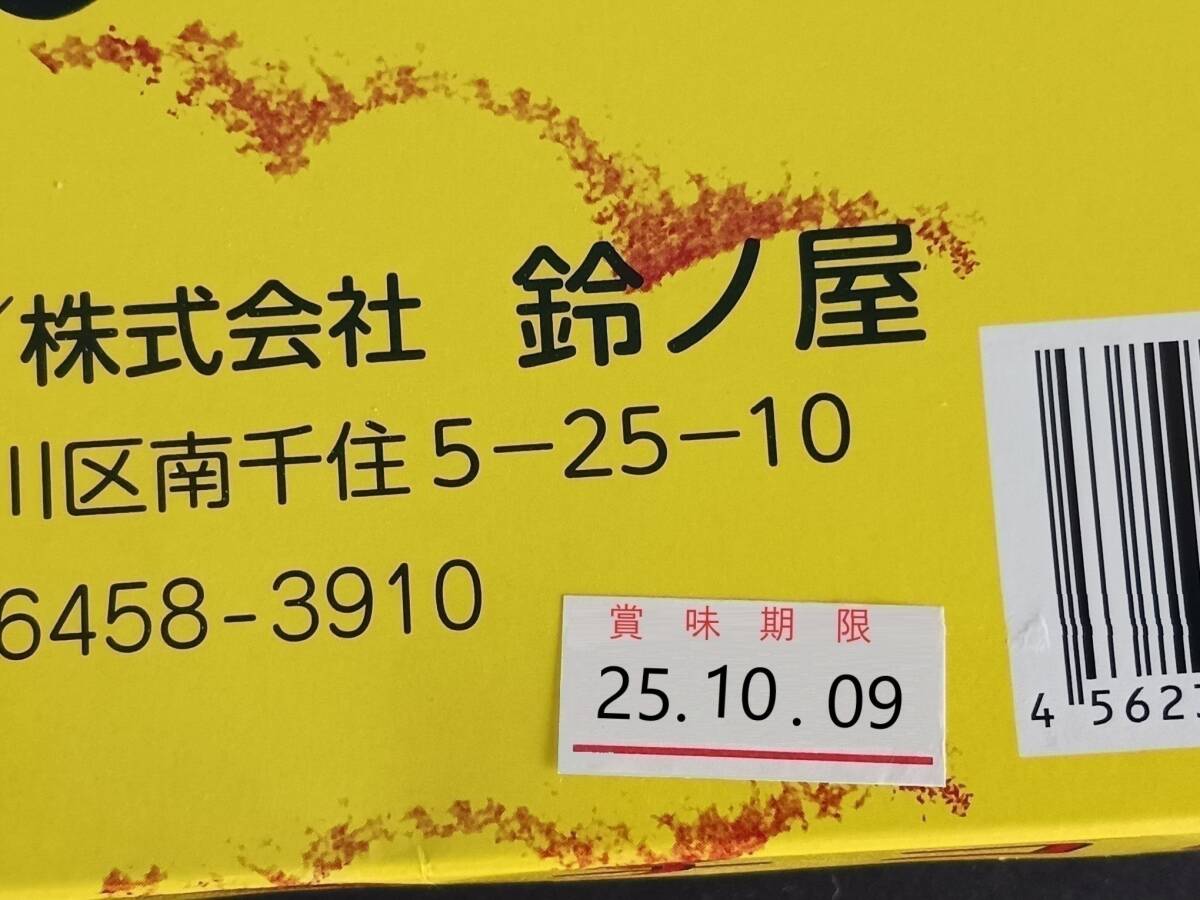 株式会社 鈴ノ屋
川区南千住5-25-10
6458-3910
賞味期限
25.10.09
4 562